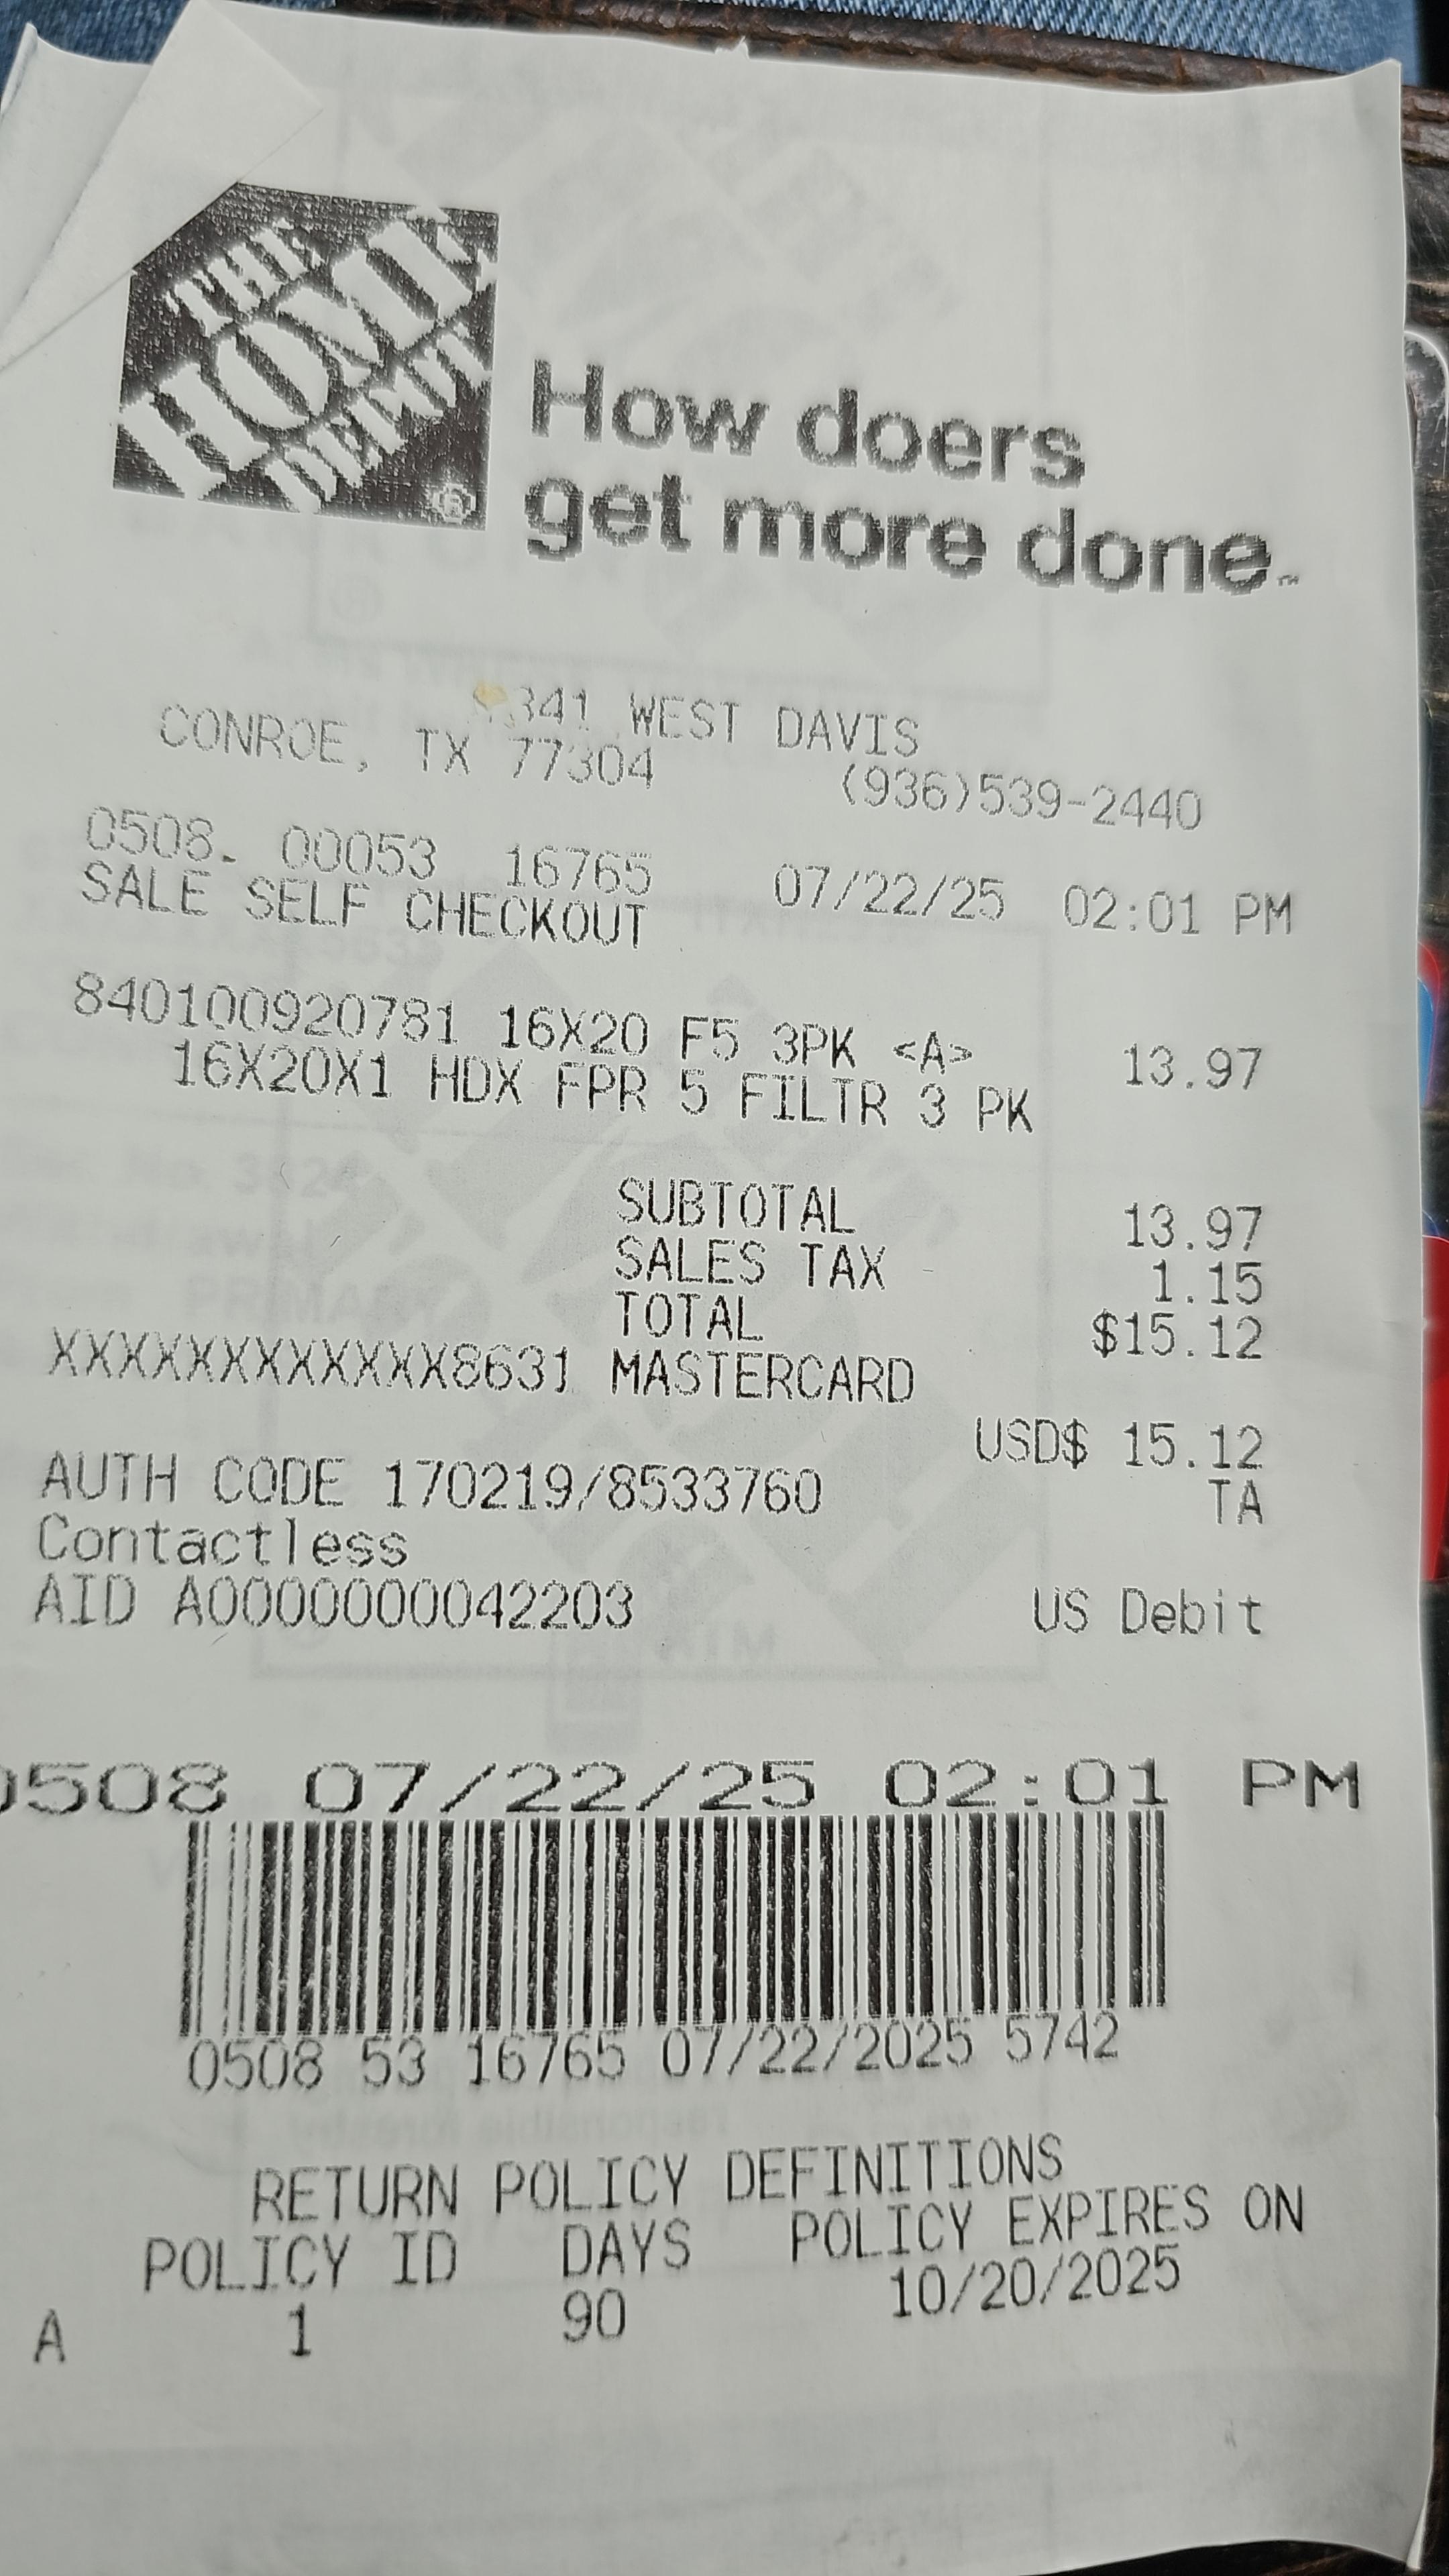 THE
HOME
DEPOT
®
How doers
get more done.™
WEST DAVIS
CONROE, TX 77304 (936)539-2440
0508. 00053 16765 07/22/25 02:01 PM
SALE SELF CHECKOUT
840100920781 16X20 F5 3PK <A> 13.97
16X20X1 HDX FPR 5 FILTR 3 PK
SUBTOTAL 13.97
SALES TAX 1.15
TOTAL $15.12
XXXXXXXXXXXX8631 MASTERCARD
USD$ 15.12
AUTH CODE 170219/8533760 TA
Contactless
AID A0000000042203 US Debit
0508 07/22/25 02:01 PM
0508 53 16765 07/22/2025 5742
RETURN POLICY DEFINITIONS
POLICY ID DAYS POLICY EXPIRES ON
A 1 90 10/20/2025